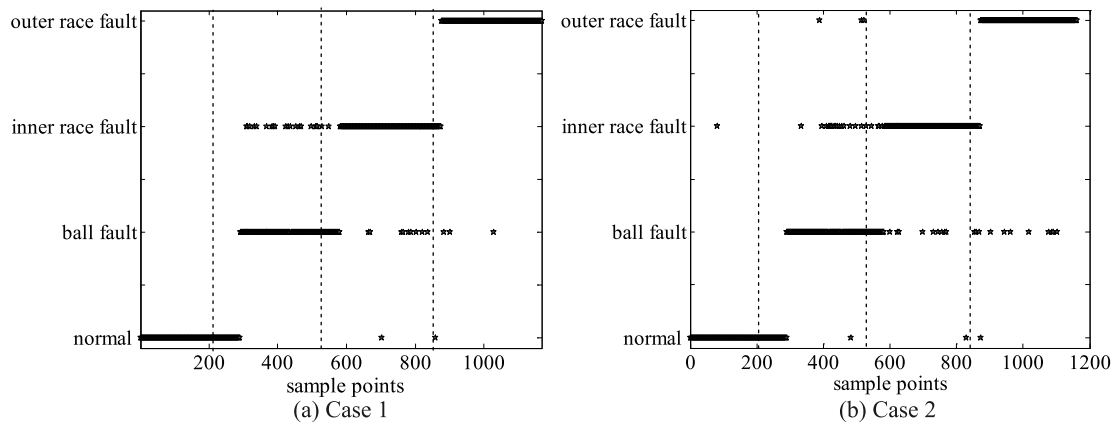 outer race fault
inner race fault
ball fault
normal
200 400 600 800 1000
sample points
(a) Case 1
outer race fault
inner race fault
ball fault
normal
0 200 400 600 800 1000 1200
sample points
(b) Case 2